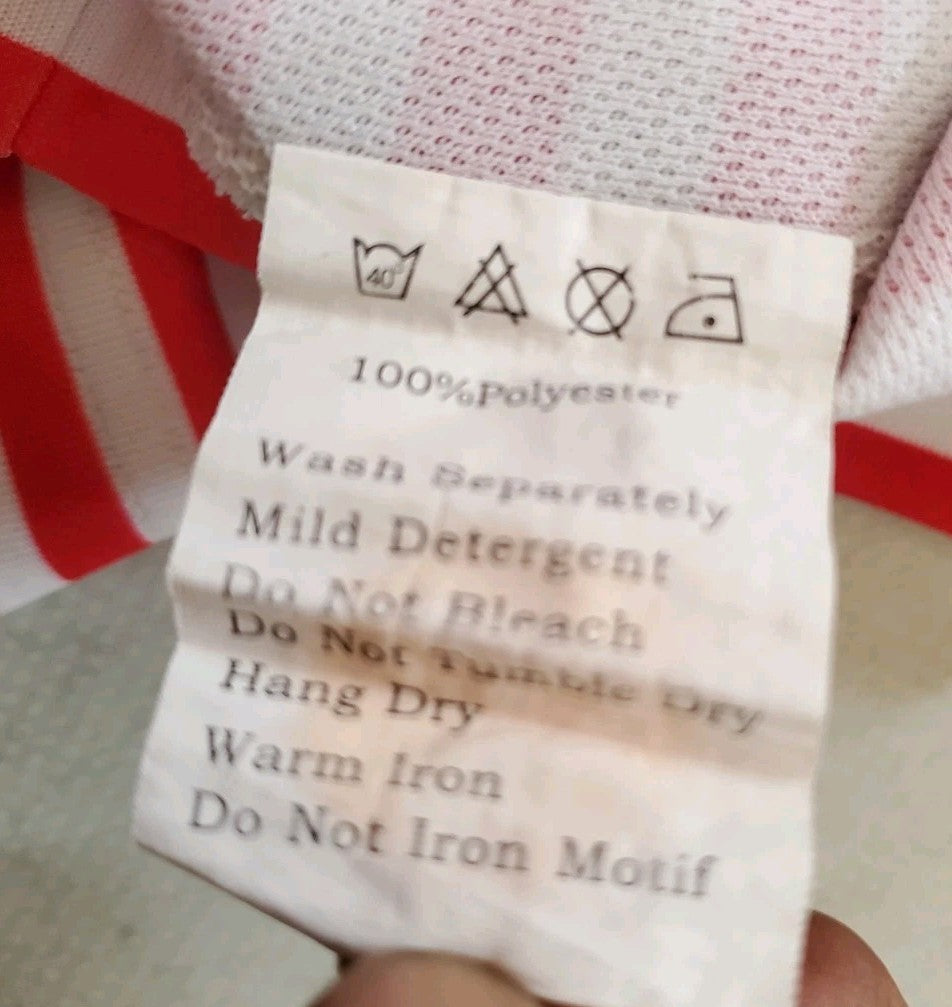 40°
100%Polyester
Wash Separately
Mild Detergent
Do Not Bleach
Do Not Tumble Dry
Hang Dry
Warm Iron
Do Not Iron Motif